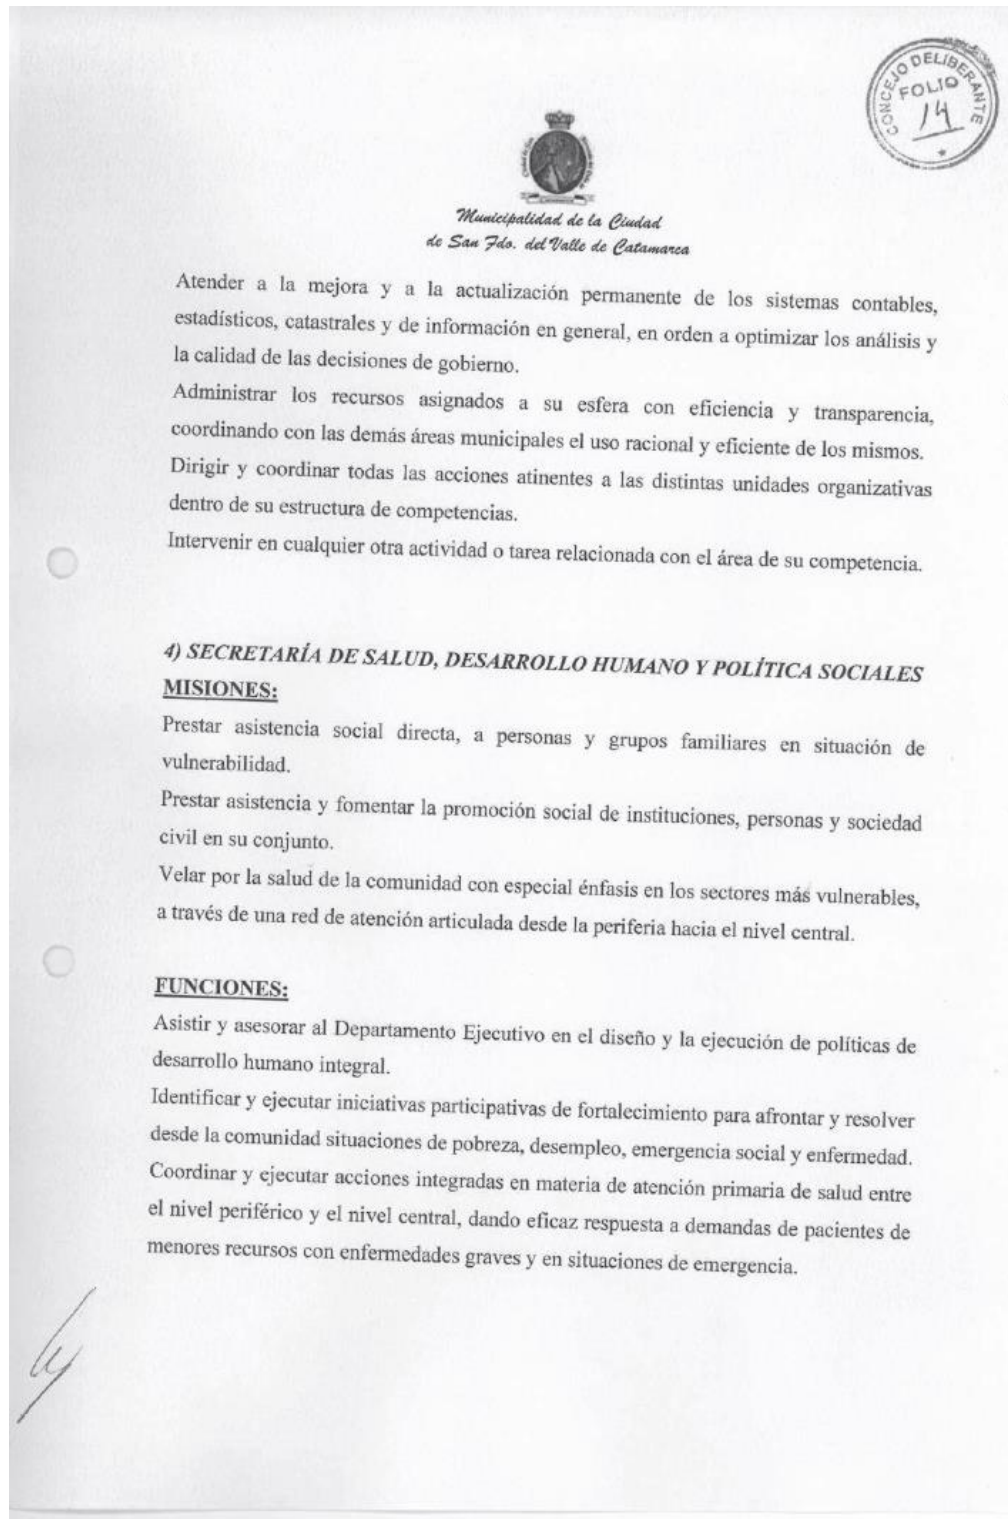 CONCEJO DELIBERANTE
FOLIO
14
Municipalidad de la Ciudad
de San Fdo. del Valle de Catamarca
Atender a la mejora y a la actualización permanente de los sistemas contables,
estadísticos, catastrales y de información en general, en orden a optimizar los análisis y
la calidad de las decisiones de gobierno.
Administrar los recursos asignados a su esfera con eficiencia y transparencia,
coordinando con las demás áreas municipales el uso racional y eficiente de los mismos.
Dirigir y coordinar todas las acciones atinentes a las distintas unidades organizativas
dentro de su estructura de competencias.
Intervenir en cualquier otra actividad o tarea relacionada con el área de su competencia.
4) SECRETARÍA DE SALUD, DESARROLLO HUMANO Y POLÍTICA SOCIALES
MISIONES:
Prestar asistencia social directa, a personas y grupos familiares en situación de
vulnerabilidad.
Prestar asistencia y fomentar la promoción social de instituciones, personas y sociedad
civil en su conjunto.
Velar por la salud de la comunidad con especial énfasis en los sectores más vulnerables,
a través de una red de atención articulada desde la periferia hacia el nivel central.
FUNCIONES:
Asistir y asesorar al Departamento Ejecutivo en el diseño y la ejecución de políticas de
desarrollo humano integral.
Identificar y ejecutar iniciativas participativas de fortalecimiento para afrontar y resolver
desde la comunidad situaciones de pobreza, desempleo, emergencia social y enfermedad.
Coordinar y ejecutar acciones integradas en materia de atención primaria de salud entre
el nivel periférico y el nivel central, dando eficaz respuesta a demandas de pacientes de
menores recursos con enfermedades graves y en situaciones de emergencia.